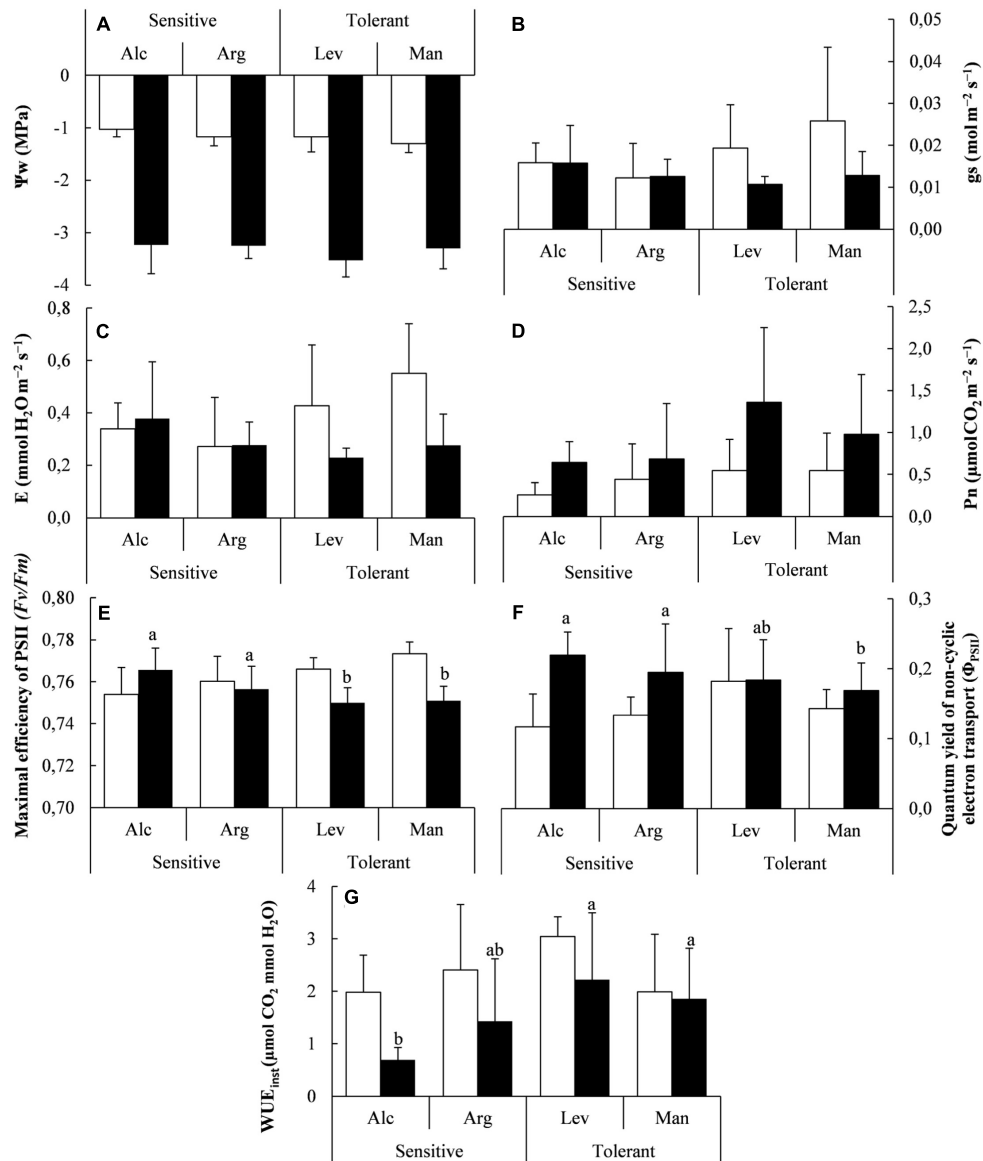 A
Sensitive
Tolerant
Alc
Arg
Lev
Man
0
-1
-2
-3
-4
Ψw (MPa)
B
0,05
0,04
0,03
0,02
0,01
0,00
gs (mol m⁻² s⁻¹)
Alc
Arg
Lev
Man
Sensitive
Tolerant
C
0,8
0,6
0,4
0,2
0,0
E (mmol H₂O m⁻² s⁻¹)
Alc
Arg
Lev
Man
Sensitive
Tolerant
D
2,5
2,0
1,5
1,0
0,5
0,0
Pn (µmolCO₂ m⁻² s⁻¹)
Alc
Arg
Lev
Man
Sensitive
Tolerant
E
0,80
0,78
0,76
0,74
0,72
0,70
Maximal efficiency of PSII (Fv/Fm)
a
a
b
b
Alc
Arg
Lev
Man
Sensitive
Tolerant
F
0,3
0,2
0,1
0,0
Quantum yield of non-cyclic
electron transport (Φ_PSII)
a
a
ab
b
Alc
Arg
Lev
Man
Sensitive
Tolerant
G
4
3
2
1
0
WUE_inst (µmol CO₂ mmol H₂O)
b
ab
a
a
Alc
Arg
Lev
Man
Sensitive
Tolerant